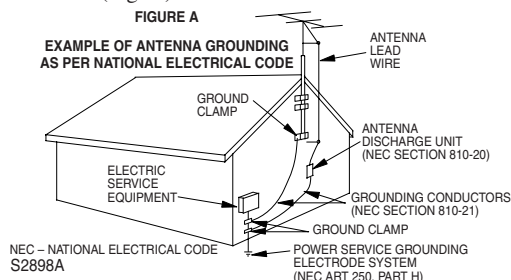 FIGURE A
EXAMPLE OF ANTENNA GROUNDING
AS PER NATIONAL ELECTRICAL CODE
ANTENNA
LEAD
WIRE
GROUND
CLAMP
ANTENNA
DISCHARGE UNIT
(NEC SECTION 810-20)
ELECTRIC
SERVICE
EQUIPMENT
GROUNDING CONDUCTORS
(NEC SECTION 810-21)
GROUND CLAMP
POWER SERVICE GROUNDING
ELECTRODE SYSTEM
(NEC ART 250, PART H)
NEC – NATIONAL ELECTRICAL CODE
S2898A